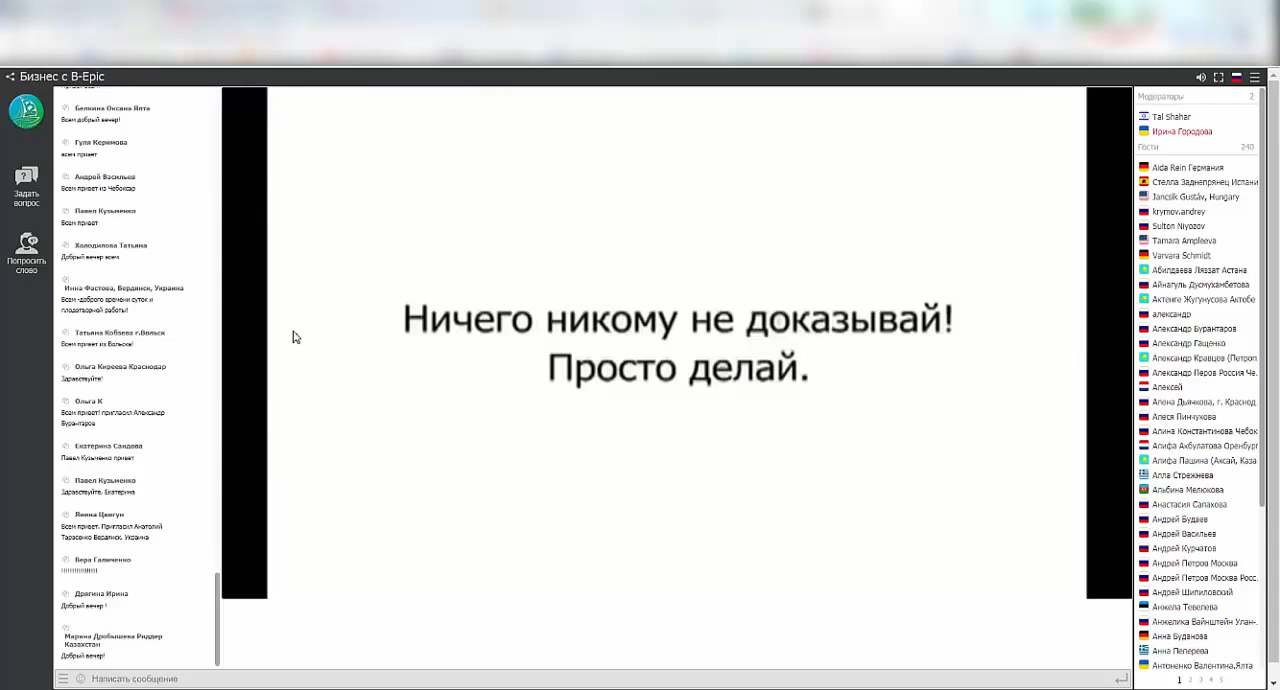 Бизнес с B-Epic
Задать
вопрос
Попросить
слово
Белкина Оксана Ялта
Всем добрый вечер!
Гуля Керимова
всем привет
Андрей Васильев
Всем привет из Чебоксар
Павел Кузьменко
Всем привет
Холодилова Татьяна
Добрый вечер всем
Инна Фастова, Бердянск, Украина
Всем -доброго времени суток и
плодотворной работы!
Татьяна Кобзева г.Вольск
Всем привет из Вольска!
Ольга Киреева Краснодар
Здравствуйте!
Ольга К
Всем привет! пригласил Александр
Бурантаров
Екатерина Сандова
Павел Кузьменко привет
Павел Кузьменко
Здравствуйте, Екатерина
Янина Цвигун
Всем привет. Пригласил Анатолий
Тарасенко Бердянск. Украина
Вера Галиченко
Дрягина Ирина
Добрый вечер !
Марина Дробышева Риддер
Казахстан
Добрый вечер!
Написать сообщение
Ничего никому не доказывай!
Просто делай.
Модераторы 2
Tal Shahar
Ирина Городова
Гости 240
Aida Rein Германия
Стелла Заднепрянец Испани
Jancsik Gustáv, Hungary
krymov.andrey
Sulton Niyozov
Tamara Ampleeva
Varvara Schmidt
Абилдаева Ляззат Астана
Айнагуль Дусмухамбетова
Актенге Жугунусова Актобе
александр
Александр Бурантаров
Александр Гащенко
Александр Кравцов (Петроп
Александр Перов Россия Че.
Алексей
Алена Дьячкова, г. Краснод
Алеся Пинчукова
Алина Константинова Чебок
Алифа Акбулатова Оренбург
Алифа Пашина (Аксай, Каза
Алла Стрежнева
Альбина Мелюкова
Анастасия Сапахова
Андрей Будаев
Андрей Васильев
Андрей Курчатов
Андрей Петров Москва
Андрей Петров Москва Росс.
Андрей Шипиловский
Анжела Тевелева
Анжелика Вайнштейн Улан-.
Анна Буданова
Анна Пеперева
Антоненко Валентина.Ялта
1 2 3 4 5